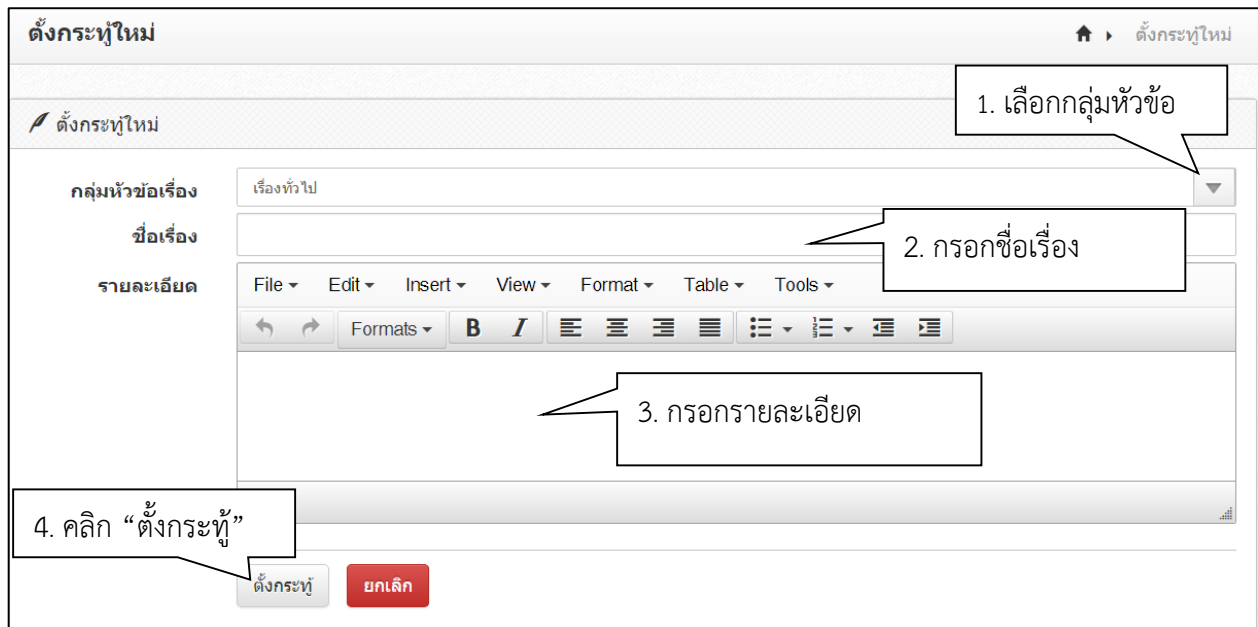 ตั้งกระทู้ใหม่
ตั้งกระทู้ใหม่
1. เลือกกลุ่มหัวข้อ
ตั้งกระทู้ใหม่
กลุ่มหัวข้อเรื่อง
เรื่องทั่วไป
ชื่อเรื่อง
2. กรอกชื่อเรื่อง
รายละเอียด
File Edit Insert View Format Table Tools
Formats B I
3. กรอกรายละเอียด
4. คลิก “ตั้งกระทู้”
ตั้งกระทู้ ยกเลิก